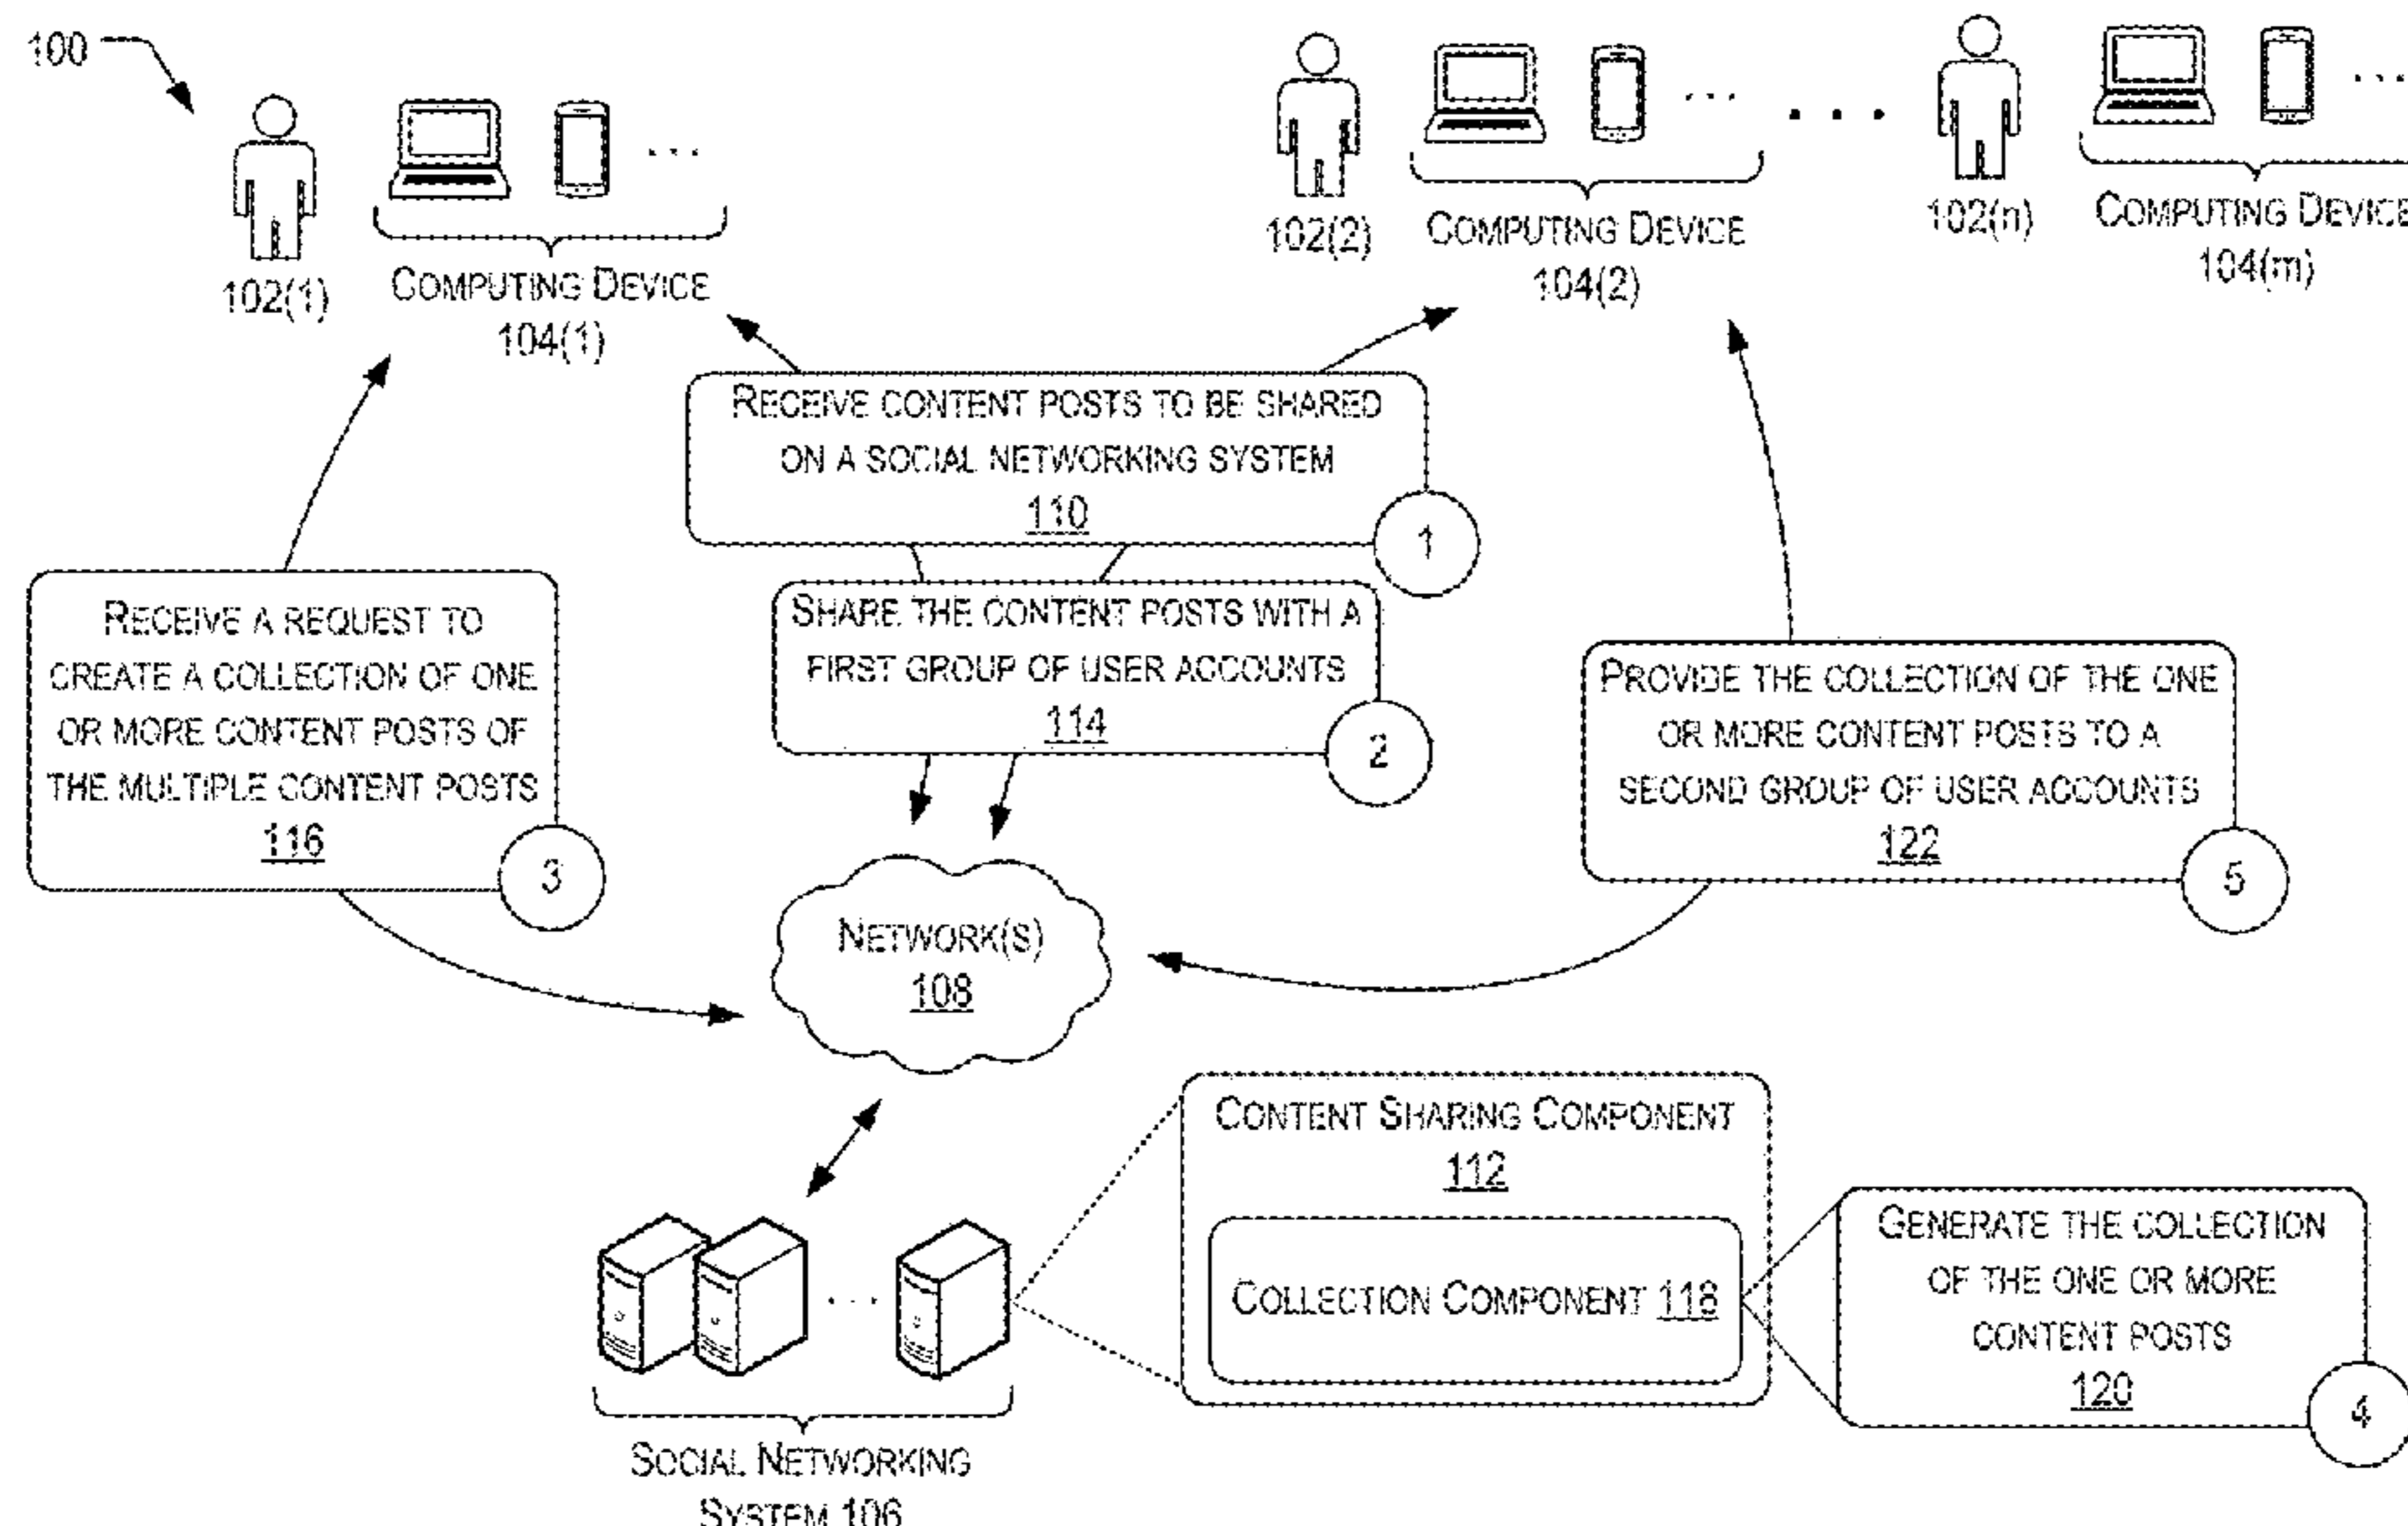 100
102(1)
COMPUTING DEVICE
104(1)
102(2)
COMPUTING DEVICE
104(2)
102(n)
COMPUTING DEVICE
104(m)
RECEIVE CONTENT POSTS TO BE SHARED
ON A SOCIAL NETWORKING SYSTEM
110
1
SHARE THE CONTENT POSTS WITH A
FIRST GROUP OF USER ACCOUNTS
114
2
RECEIVE A REQUEST TO
CREATE A COLLECTION OF ONE
OR MORE CONTENT POSTS OF
THE MULTIPLE CONTENT POSTS
116
3
PROVIDE THE COLLECTION OF THE ONE
OR MORE CONTENT POSTS TO A
SECOND GROUP OF USER ACCOUNTS
122
5
NETWORK(S)
108
CONTENT SHARING COMPONENT
112
COLLECTION COMPONENT 118
GENERATE THE COLLECTION
OF THE ONE OR MORE
CONTENT POSTS
120
4
SOCIAL NETWORKING
SYSTEM 106